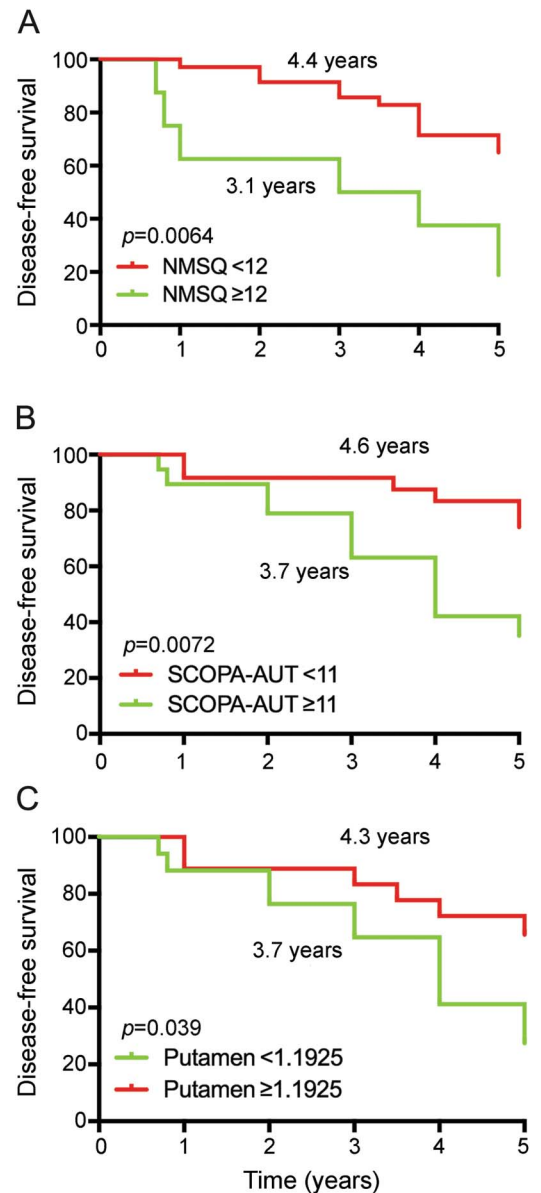 A
Disease-free survival
100
80
60
40
20
0
4.4 years
3.1 years
p=0.0064
NMSQ <12
NMSQ ≥12
0 1 2 3 4 5
B
Disease-free survival
100
80
60
40
20
0
4.6 years
3.7 years
p=0.0072
SCOPA-AUT <11
SCOPA-AUT ≥11
0 1 2 3 4 5
C
Disease-free survival
100
80
60
40
20
0
4.3 years
3.7 years
p=0.039
Putamen <1.1925
Putamen ≥1.1925
0 1 2 3 4 5
Time (years)